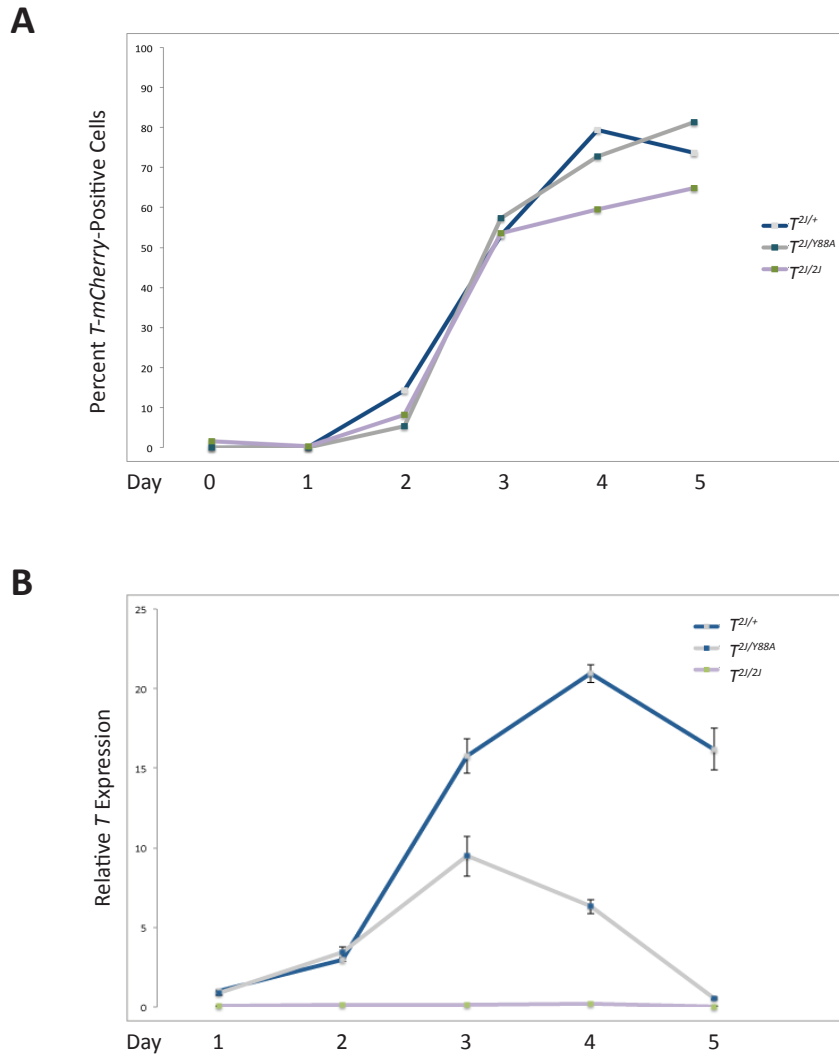 A
100
90
80
70
60
50
40
30
20
10
0
Percent T-mCherry-Positive Cells
T2J/+
T2J/Y88A
T2J/2J
Day 0 1 2 3 4 5
B
25
20
15
10
5
0
Relative T Expression
T2J/+
T2J/Y88A
T2J/2J
Day 1 2 3 4 5